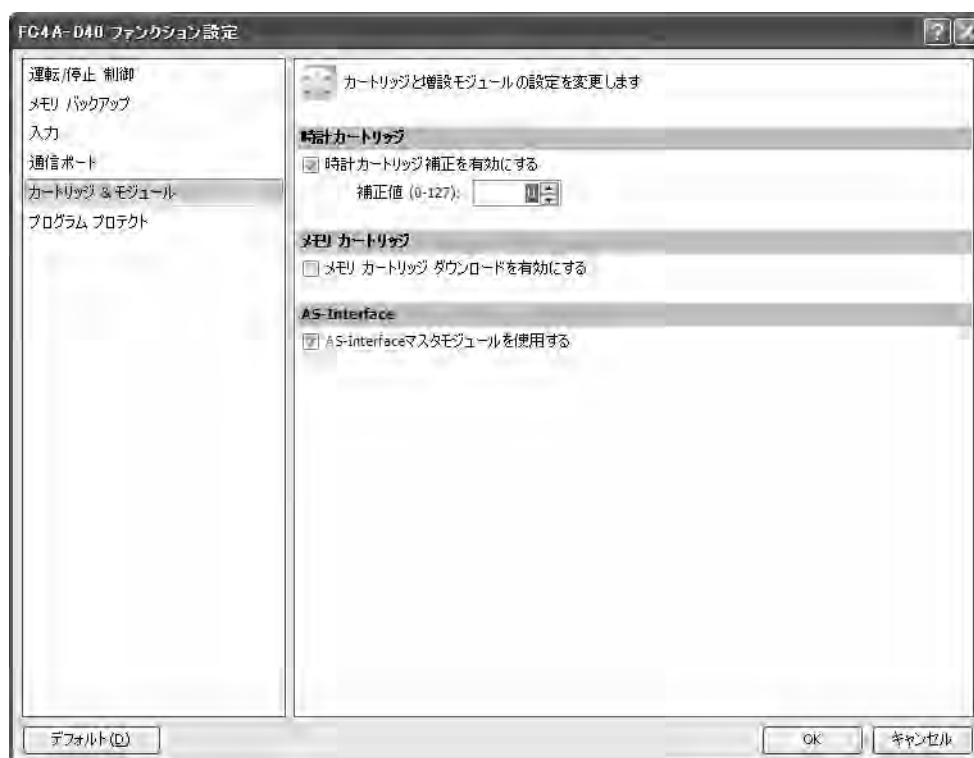 FC4A-D40 ファンクション設定
運転/停止 制御
メモリ バックアップ
入力
通信ポート
カートリッジ & モジュール
プログラム プロテクト
カートリッジと増設モジュールの設定を変更します
時計カートリッジ
時計カートリッジ補正を有効にする
補正値 (0-127):
メモリ カートリッジ
メモリ カートリッジ ダウンロードを有効にする
AS-Interface
AS-Interfaceマスタモジュールを使用する
デフォルト(D)
OK
キャンセル